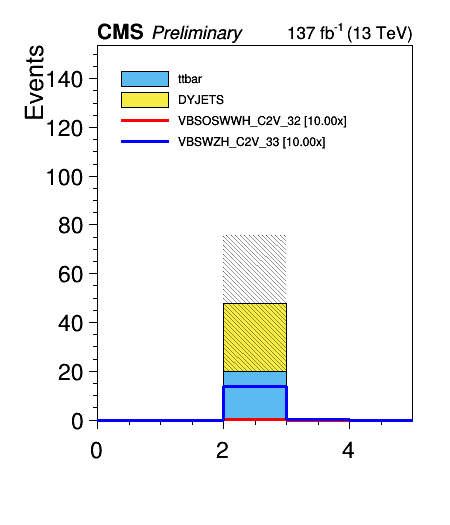 CMS Preliminary 137 fb⁻¹ (13 TeV)
Events
140
120
100
80
60
40
20
0
ttbar
DYJETS
VBSOSWWH_C2V_32 [10.00x]
VBSWZH_C2V_33 [10.00x]
0 2 4